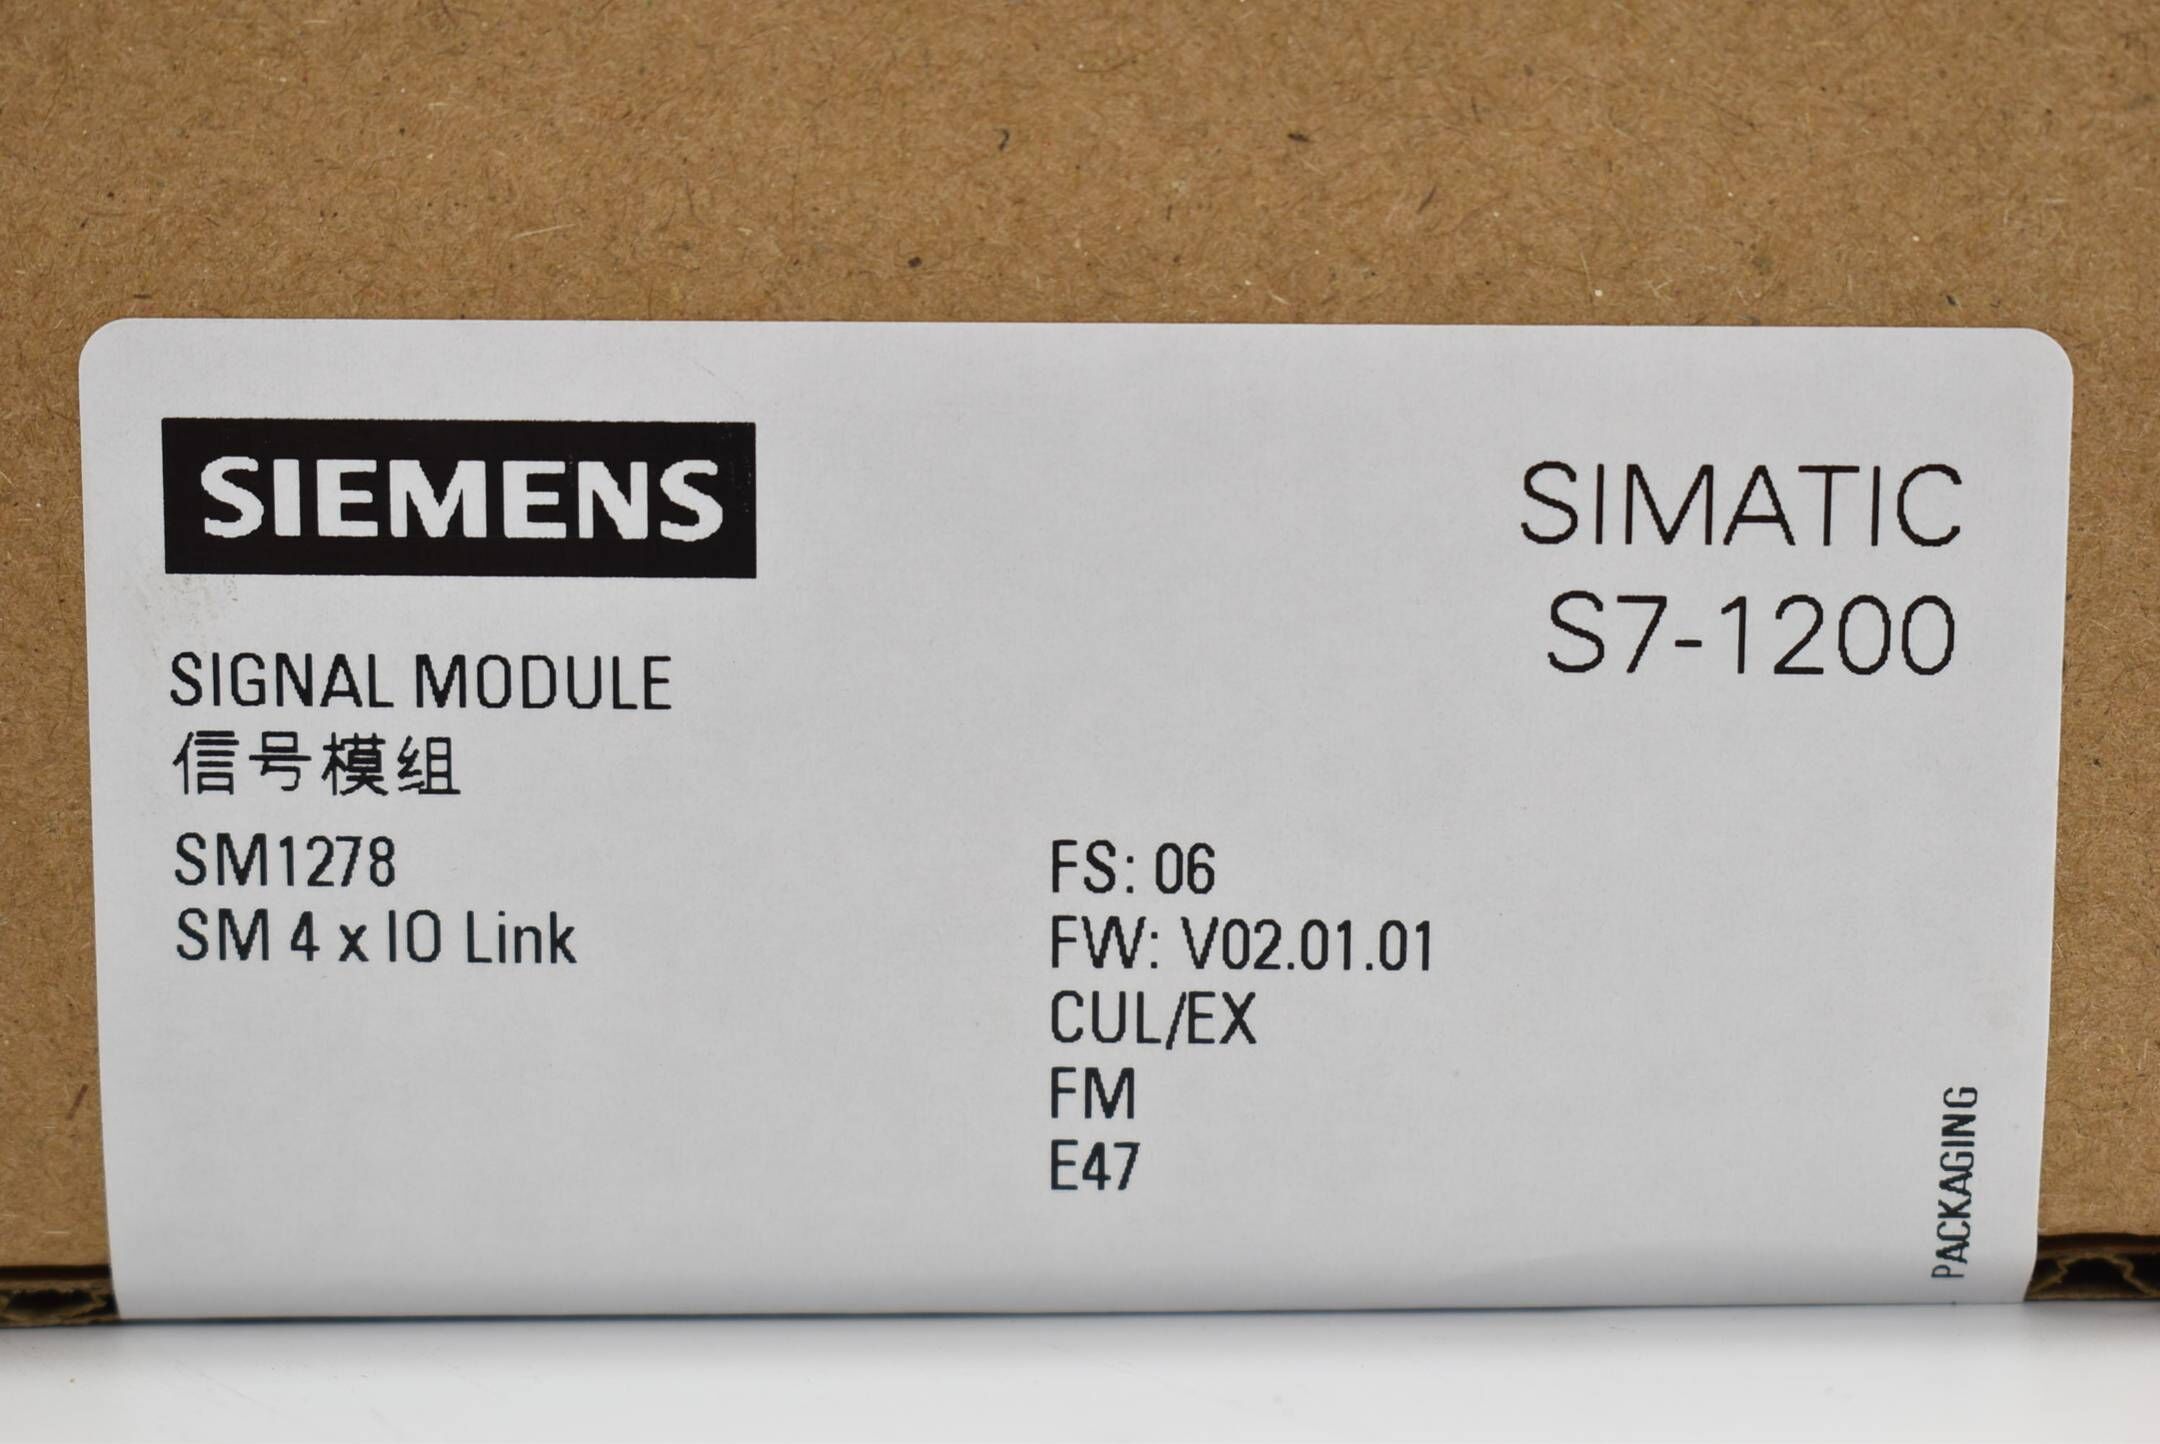 SIEMENS
SIMATIC
S7-1200
SIGNAL MODULE
信号模组
SM1278
SM 4 x IO Link
FS: 06
FW: V02.01.01
CUL/EX
FM
E47
PACKAGING